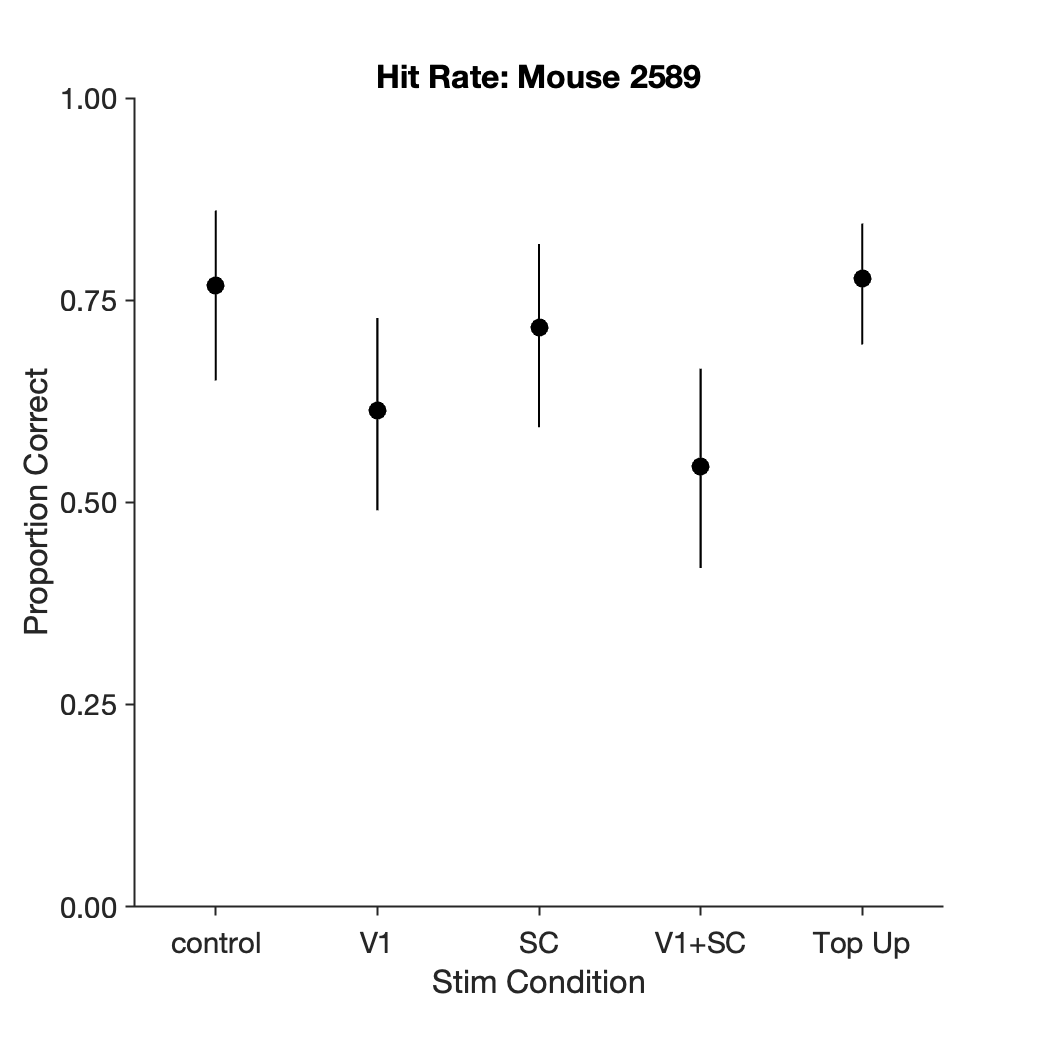 Hit Rate: Mouse 2589
1.00
0.75
0.50
0.25
0.00
Proportion Correct
control
V1
SC
V1+SC
Top Up
Stim Condition